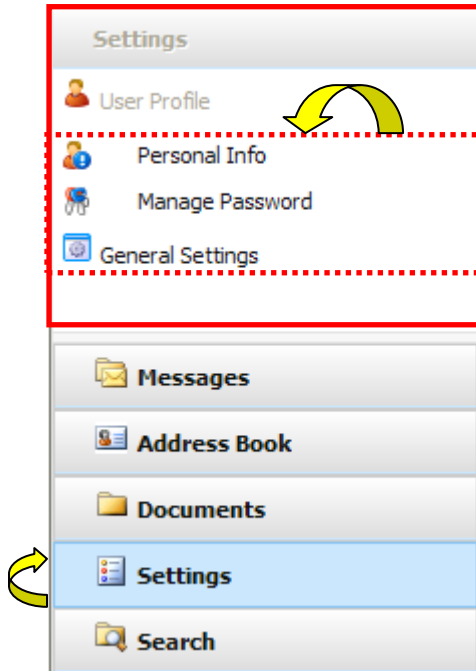 Settings
User Profile
Personal Info
Manage Password
General Settings
Messages
Address Book
Documents
Settings
Search